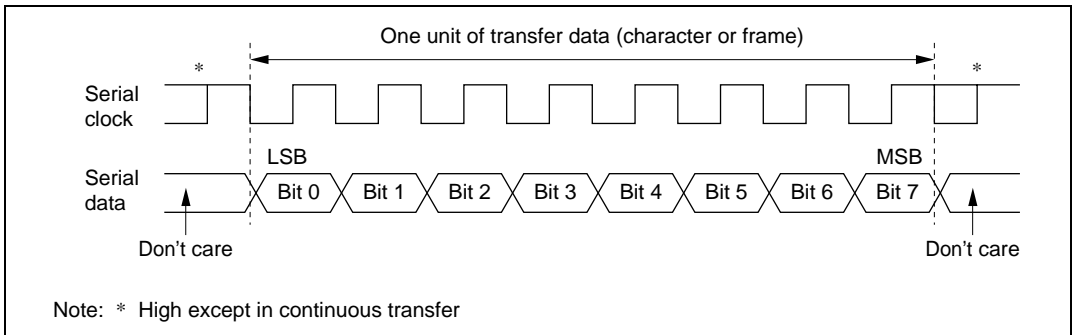 One unit of transfer data (character or frame)
* *
Serial
clock
LSB MSB
Serial
data
Bit 0 Bit 1 Bit 2 Bit 3 Bit 4 Bit 5 Bit 6 Bit 7
Don't care Don't care
Note: * High except in continuous transfer